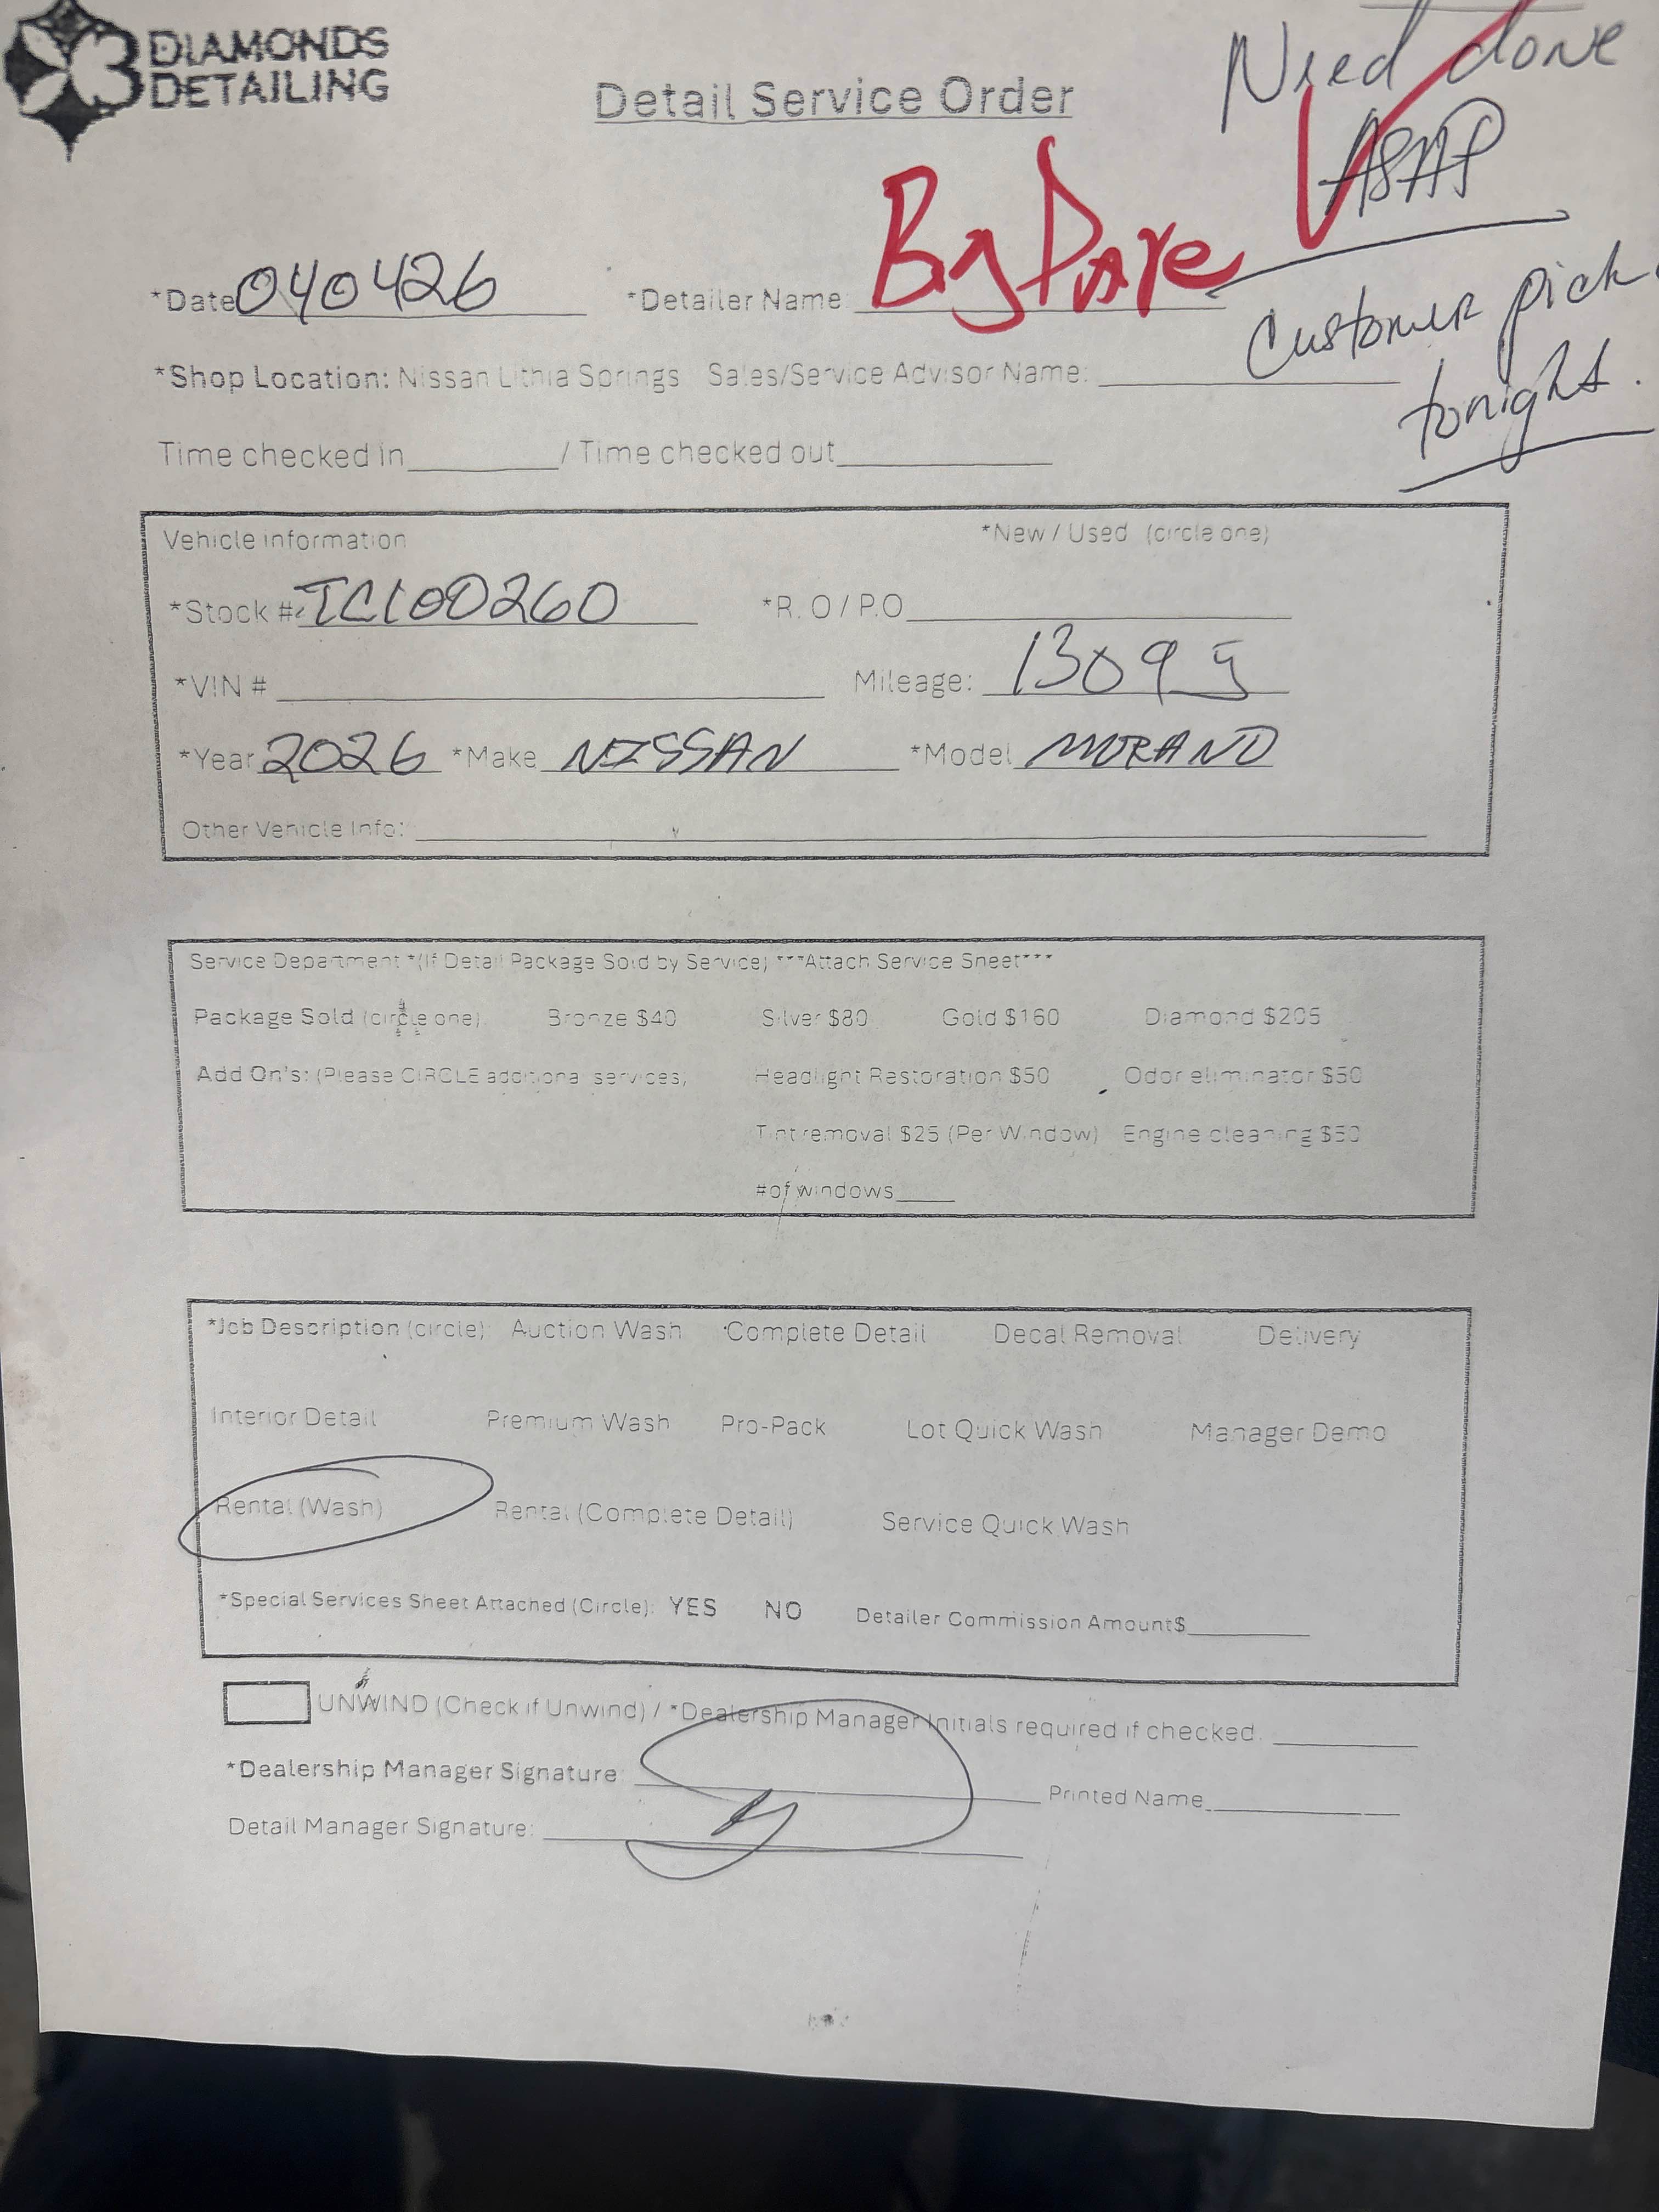 DIAMONDS
DETAILING
Detail Service Order
Need done
ASAP
*Date 040426 *Detailer Name: Big Dave
Customer pick
tonight.
*Shop Location: Nissan Lithia Springs Sales/Service Advisor Name:
Time checked in / Time checked out
Vehicle information *New / Used (circle one)
*Stock #: TC100260 *R.O / P.O
*VIN # Mileage: 13095
*Year 2026 *Make NISSAN *Model MURANO
Other Vehicle Info:
Service Department *(If Detail Package Sold by Service) ***Attach Service Sheet***
Package Sold (circle one) Bronze $40 Silver $80 Gold $160 Diamond $205
Add On's: (Please CIRCLE additional services) Headlight Restoration $50 Odor eliminator $50
Tint removal $25 (Per Window) Engine cleaning $50
# of windows
*Job Description (circle): Auction Wash Complete Detail Decal Removal Delivery
Interior Detail Premium Wash Pro-Pack Lot Quick Wash Manager Demo
Rental (Wash) Rental (Complete Detail) Service Quick Wash
*Special Services Sheet Attached (Circle): YES NO Detailer Commission Amount$
UNWIND (Check if Unwind) / *Dealership Manager Initials required if checked.
*Dealership Manager Signature: Printed Name
Detail Manager Signature: